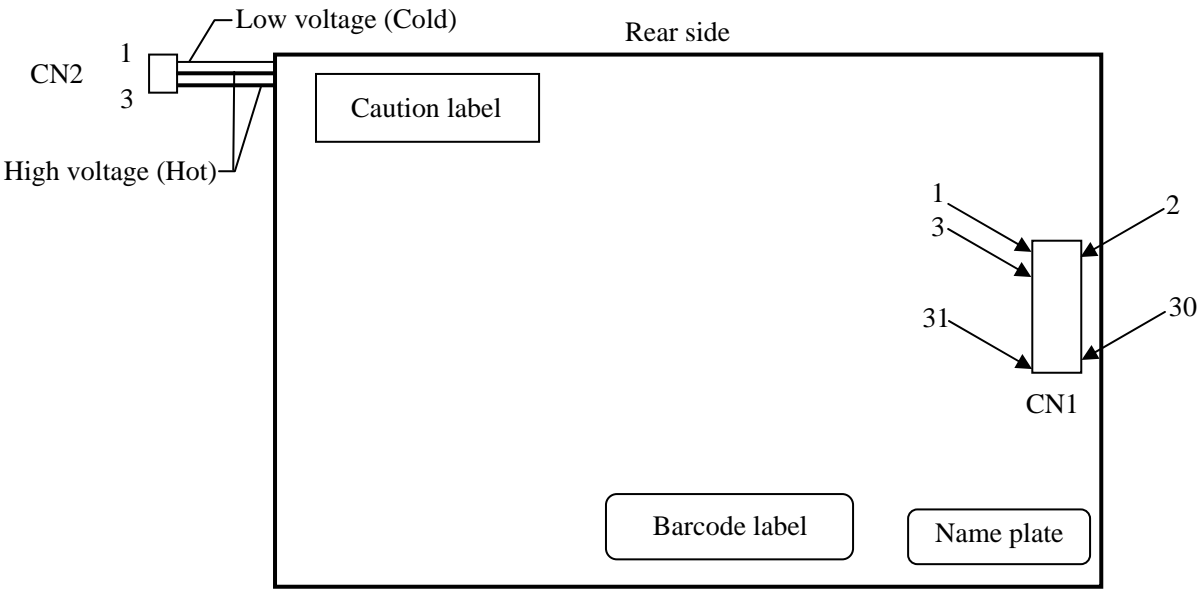 Low voltage (Cold)
Rear side
1
CN2
3
Caution label
High voltage (Hot)
1
2
3
31
30
CN1
Barcode label
Name plate